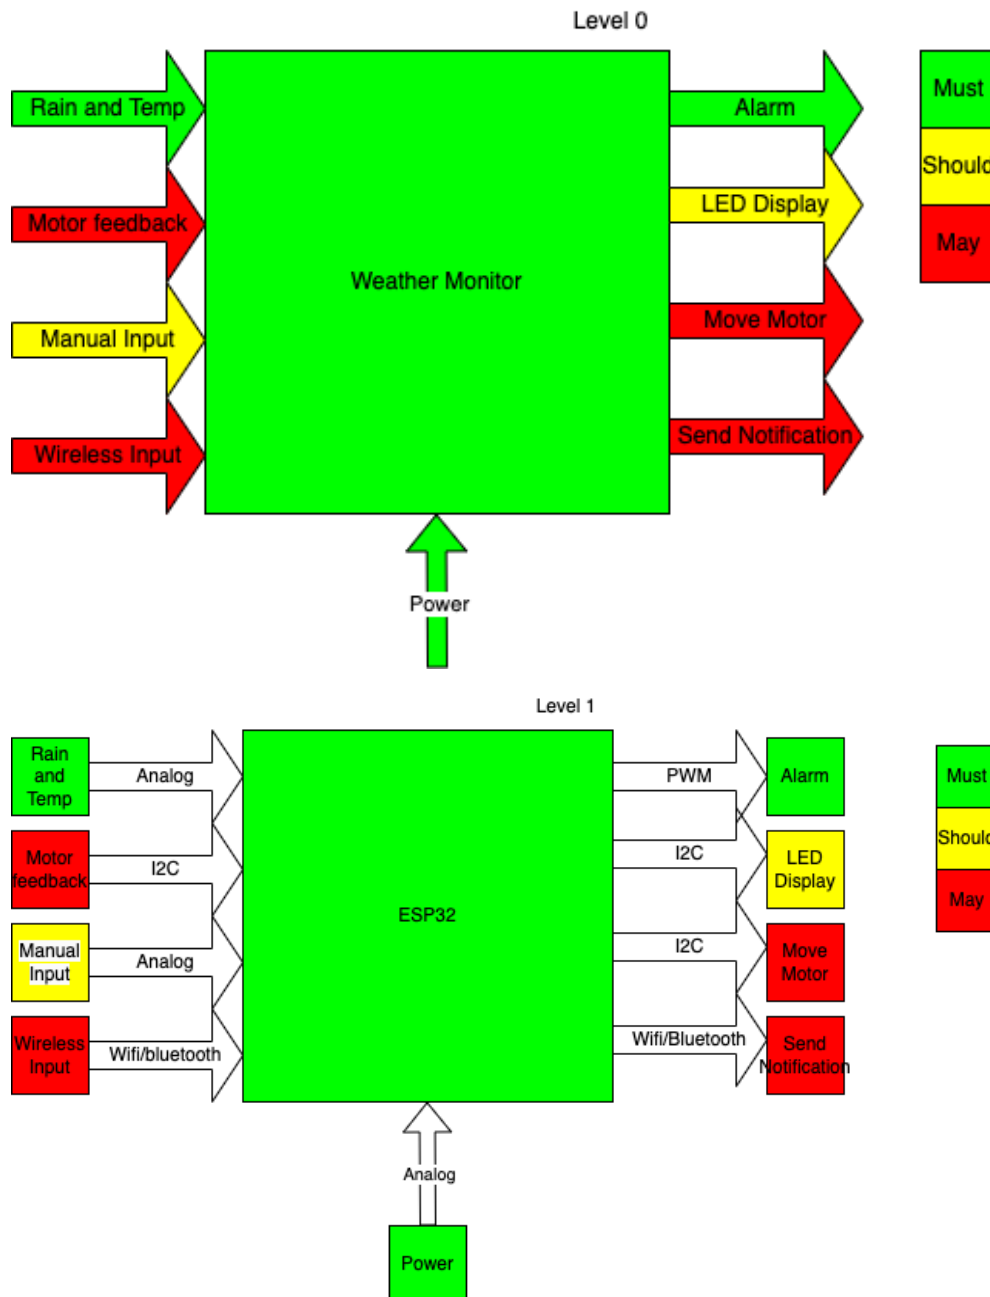 Level 0
Rain and Temp
Motor feedback
Manual Input
Wireless Input
Weather Monitor
Alarm
LED Display
Move Motor
Send Notification
Must
Should
May
Power
Level 1
Rain
and
Temp
Analog
Motor
feedback
I2C
Manual
Input
Analog
Wireless
Input
Wifi/bluetooth
ESP32
PWM
Alarm
I2C
LED
Display
I2C
Move
Motor
Wifi/Bluetooth
Send
Notification
Must
Should
May
Analog
Power